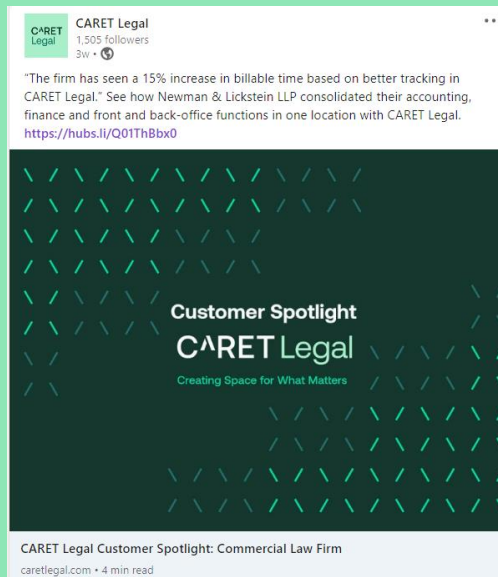 CARET
Legal
CARET Legal
1,505 followers
3w •
"The firm has seen a 15% increase in billable time based on better tracking in
CARET Legal." See how Newman & Lickstein LLP consolidated their accounting,
finance and front and back-office functions in one location with CARET Legal.
https://hubs.li/Q01ThBbx0
Customer Spotlight
C^RET Legal
Creating Space for What Matters
CARET Legal Customer Spotlight: Commercial Law Firm
caretlegal.com • 4 min read